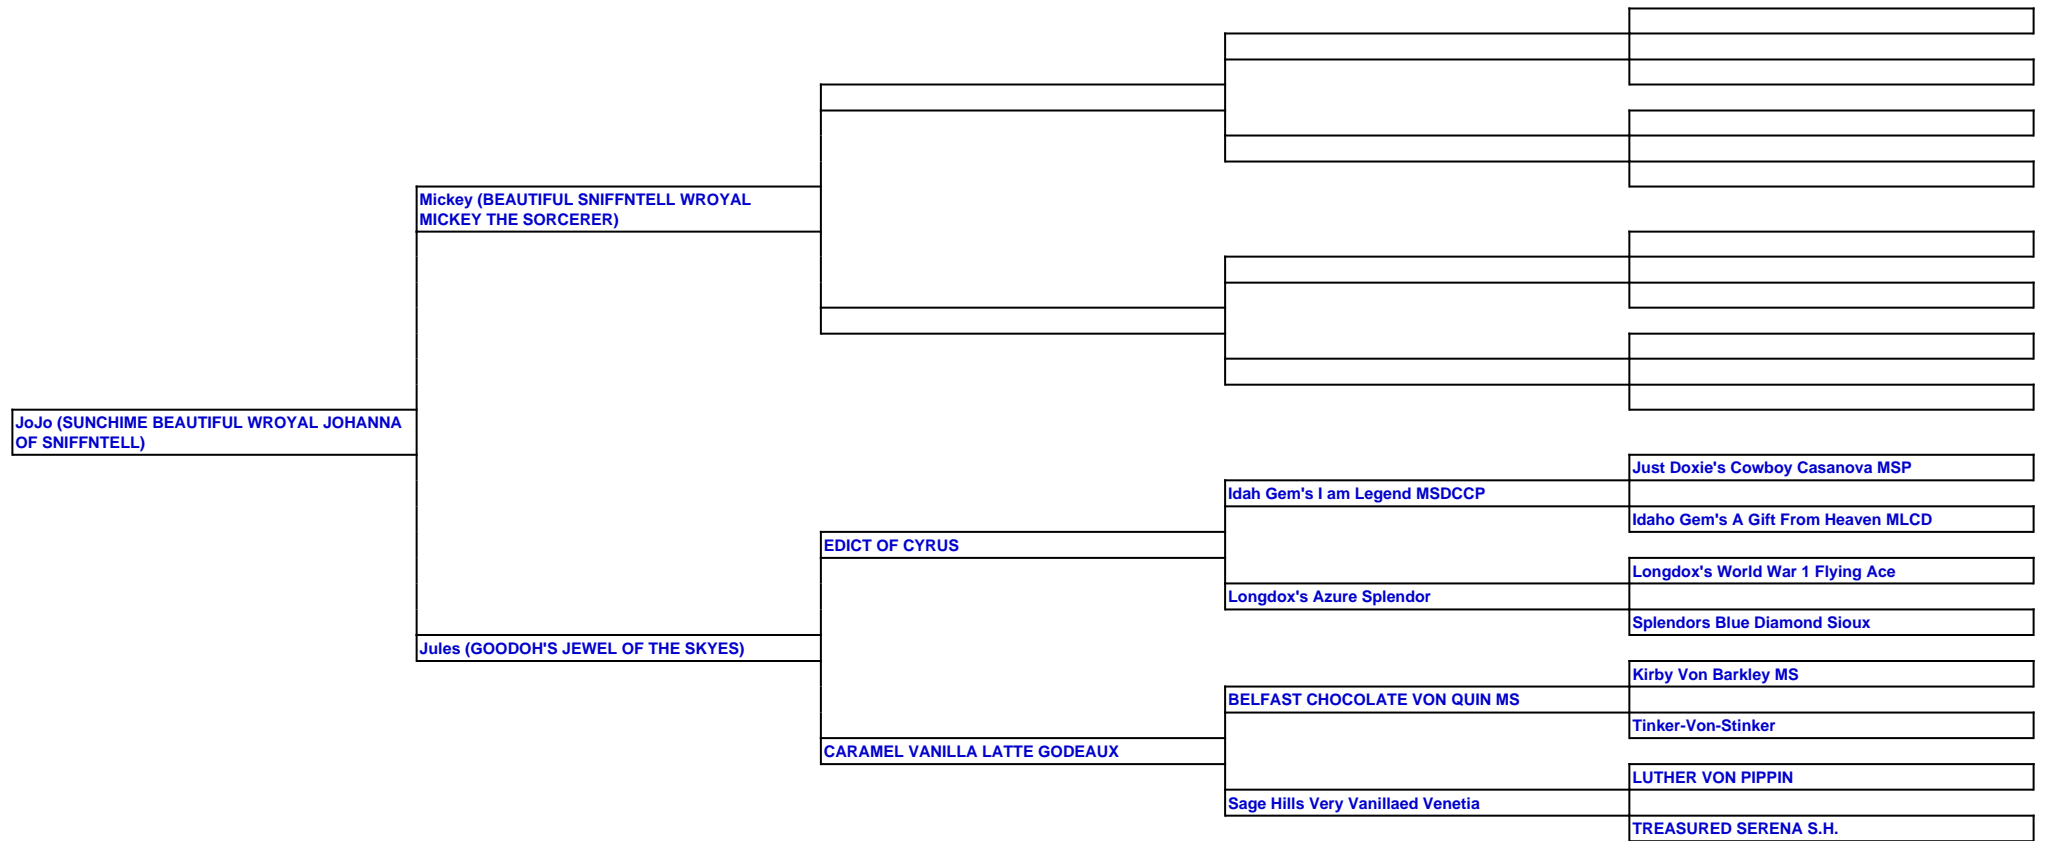 Mickey (BEAUTIFUL SNIFFNTELL WROYAL
MICKEY THE SORCERER)
JoJo (SUNCHIME BEAUTIFUL WROYAL JOHANNA
OF SNIFFNTELL)
Just Doxie's Cowboy Casanova MSP
Idah Gem's I am Legend MSDCCP
Idaho Gem's A Gift From Heaven MLCD
EDICT OF CYRUS
Longdox's World War 1 Flying Ace
Longdox's Azure Splendor
Splendors Blue Diamond Sioux
Jules (GOODOH'S JEWEL OF THE SKYES)
Kirby Von Barkley MS
BELFAST CHOCOLATE VON QUIN MS
Tinker-Von-Stinker
CARAMEL VANILLA LATTE GODEAUX
LUTHER VON PIPPIN
Sage Hills Very Vanillaed Venetia
TREASURED SERENA S.H.